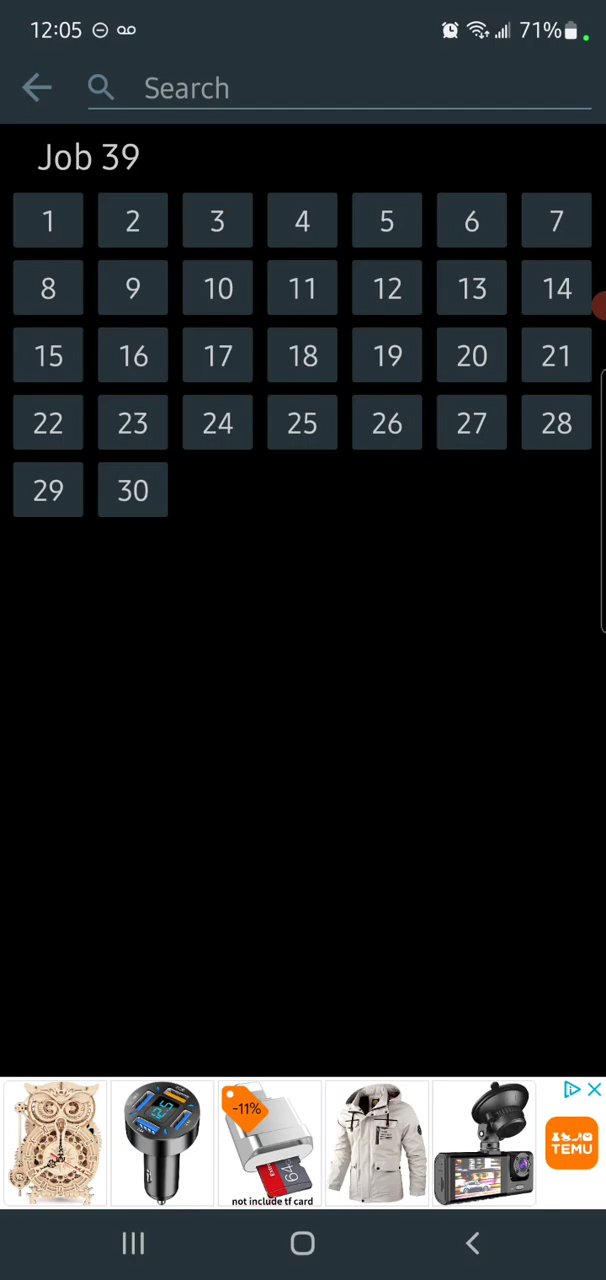 12:05 71%
Search
Job 39
1 2 3 4 5 6 7
8 9 10 11 12 13 14
15 16 17 18 19 20 21
22 23 24 25 26 27 28
29 30
-11%
64
not include tf card
TEMU